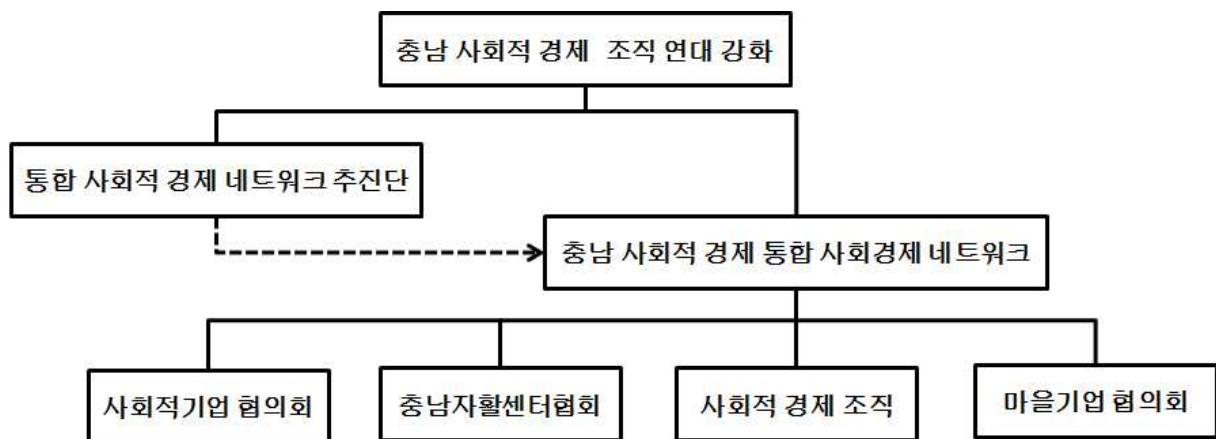 충남 사회적 경제 조직 연대 강화
통합 사회적 경제 네트워크 추진단
충남 사회적 경제 통합 사회경제 네트워크
사회적기업 협의회
충남자활센터협회
사회적 경제 조직
마을기업 협의회